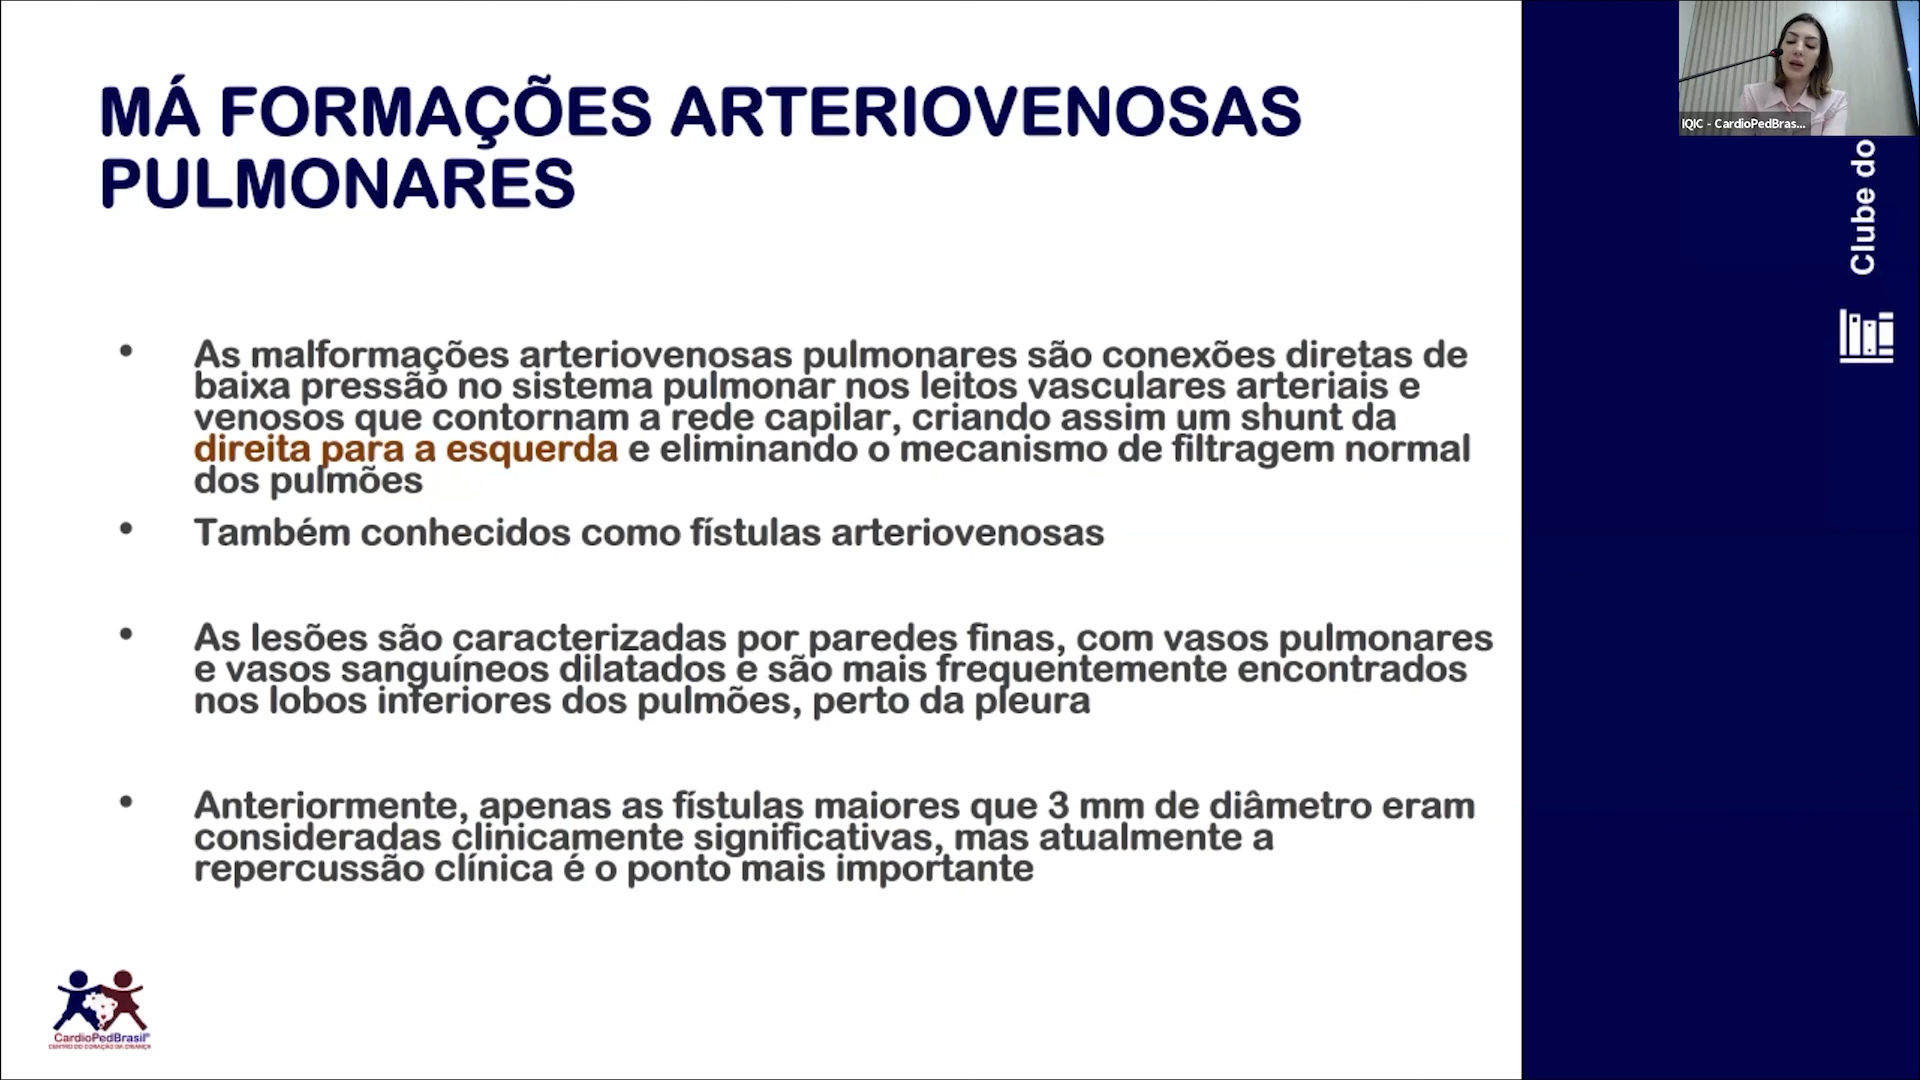 MÁ FORMAÇÕES ARTERIOVENOSAS
PULMONARES
• As malformações arteriovenosas pulmonares são conexões diretas de
baixa pressão no sistema pulmonar nos leitos vasculares arteriais e
venosos que contornam a rede capilar, criando assim um shunt da
direita para a esquerda e eliminando o mecanismo de filtragem normal
dos pulmões
• Também conhecidos como fístulas arteriovenosas
• As lesões são caracterizadas por paredes finas, com vasos pulmonares
e vasos sanguíneos dilatados e são mais frequentemente encontrados
nos lobos inferiores dos pulmões, perto da pleura
• Anteriormente, apenas as fístulas maiores que 3 mm de diâmetro eram
consideradas clinicamente significativas, mas atualmente a
repercussão clínica é o ponto mais importante
CardioPedBrasil®
CENTRO DO CORAÇÃO DA CRIANÇA
IQIC - CardioPedBras...
Clube do